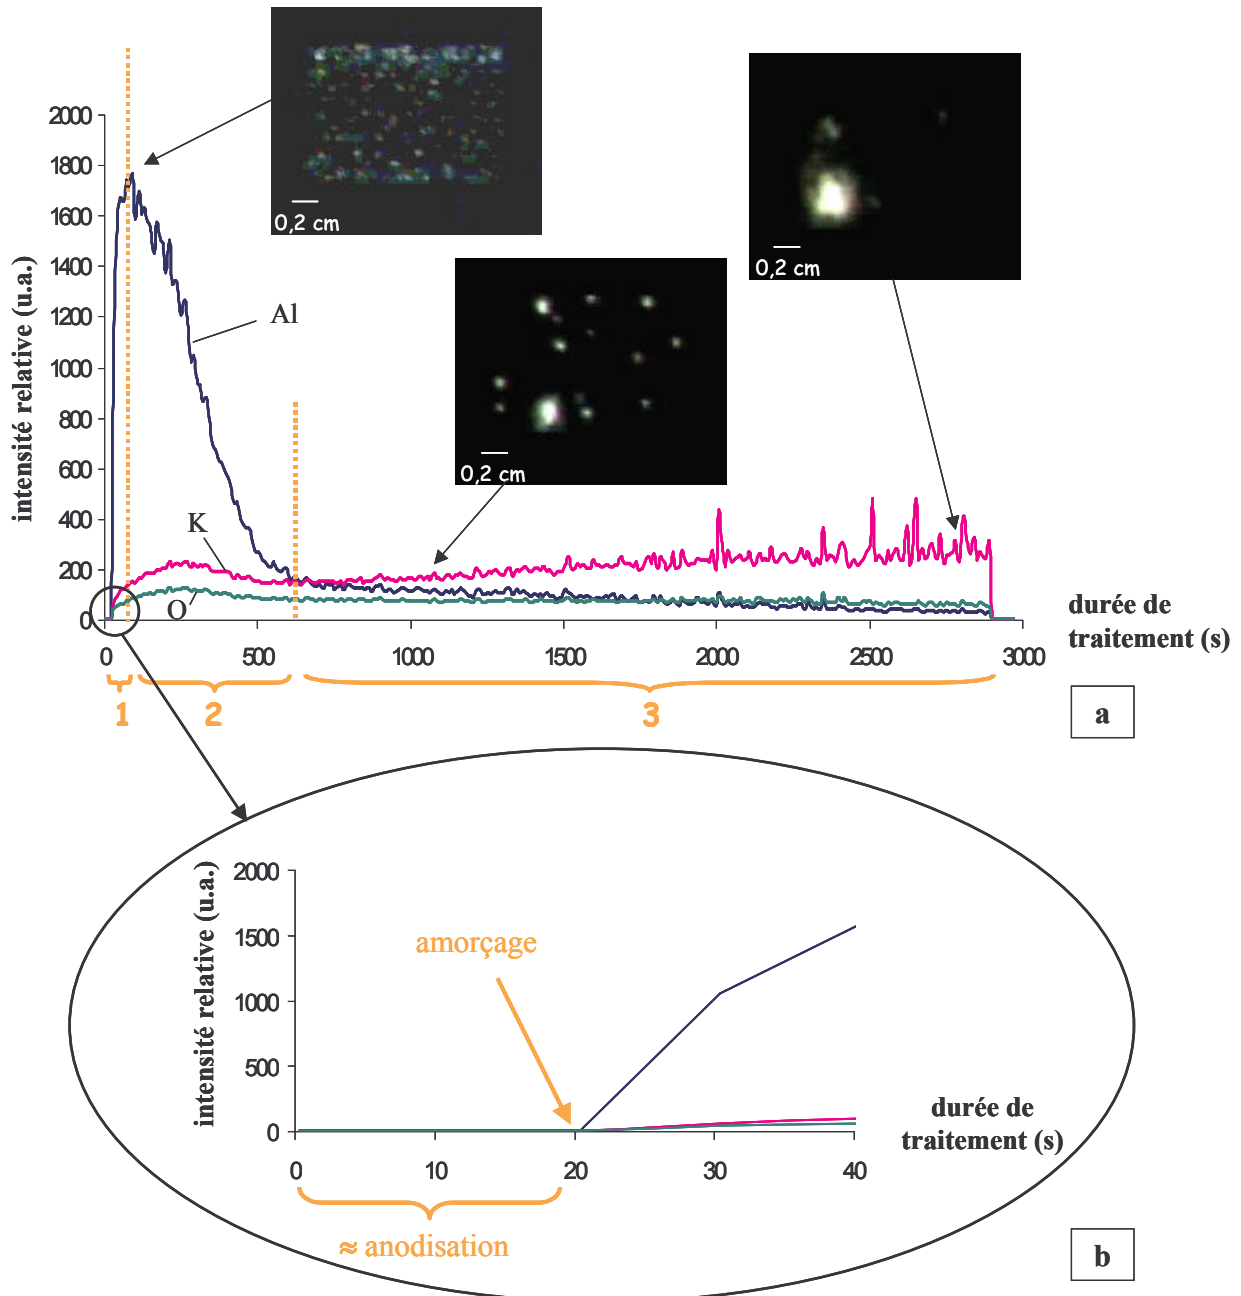 0,2 cm
0,2 cm
0,2 cm
intensité relative (u.a.)
2000
1800
1600
1400
1200
1000
800
600
400
200
0
Al
K
O
0
500
1000
1500
2000
2500
3000
durée de
traitement (s)
1
2
3
a
intensité relative (u.a.)
2000
1500
1000
500
0
amorçage
0
10
20
30
40
durée de
traitement (s)
≈ anodisation
b